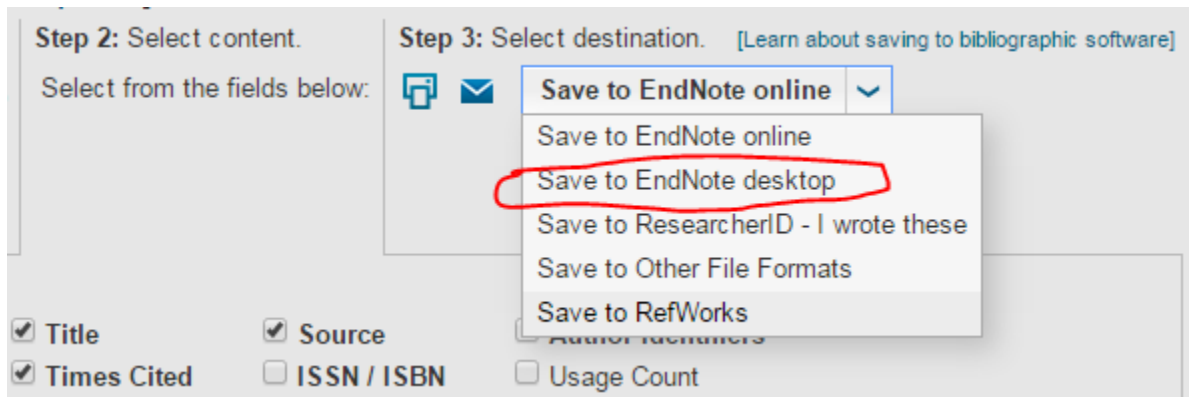 Step 2: Select content.
Select from the fields below:
Step 3: Select destination. [Learn about saving to bibliographic software]
Save to EndNote online
Save to EndNote online
Save to EndNote desktop
Save to ResearcherID - I wrote these
Save to Other File Formats
Save to RefWorks
Title Source Author Identifiers
Times Cited ISSN / ISBN Usage Count